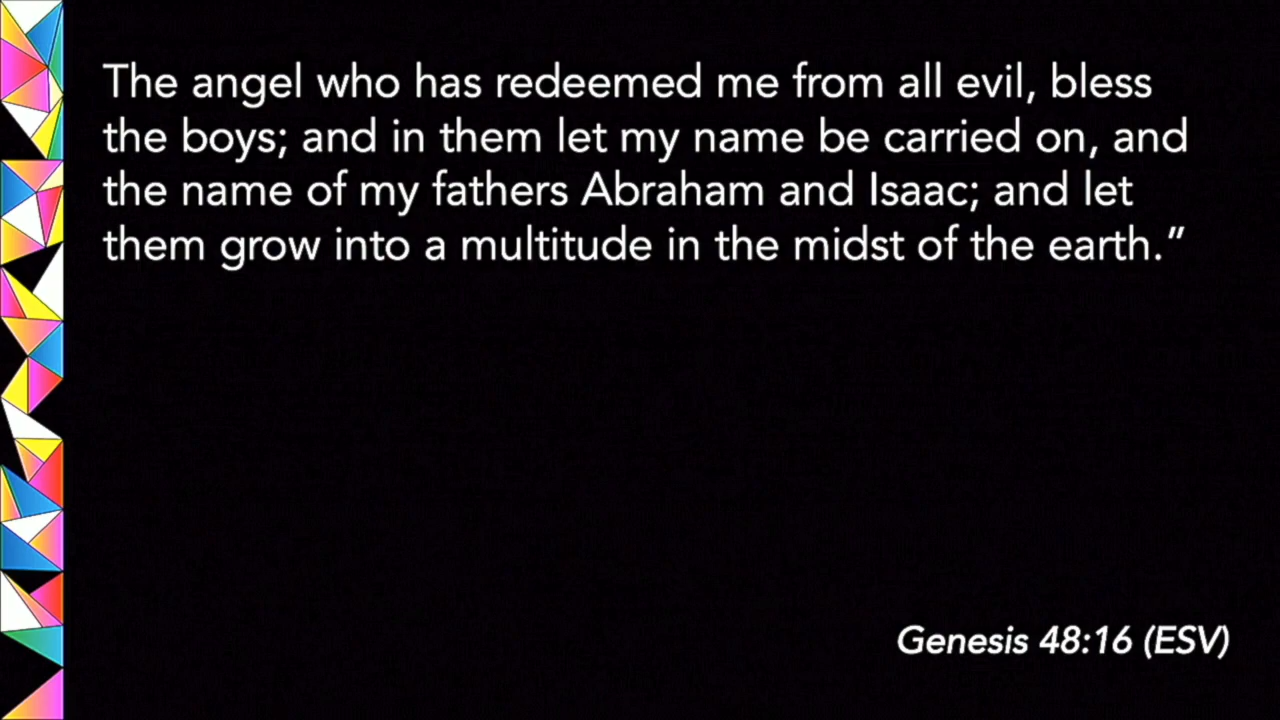 The angel who has redeemed me from all evil, bless
the boys; and in them let my name be carried on, and
the name of my fathers Abraham and Isaac; and let
them grow into a multitude in the midst of the earth.”
Genesis 48:16 (ESV)